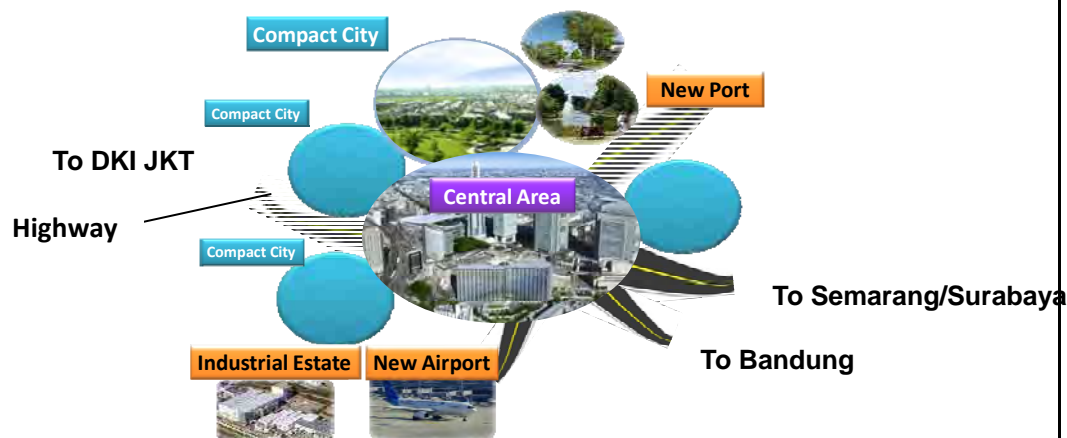 Compact City
New Port
Compact City
To DKI JKT
Central Area
Highway
Compact City
To Semarang/Surabaya
To Bandung
Industrial Estate
New Airport